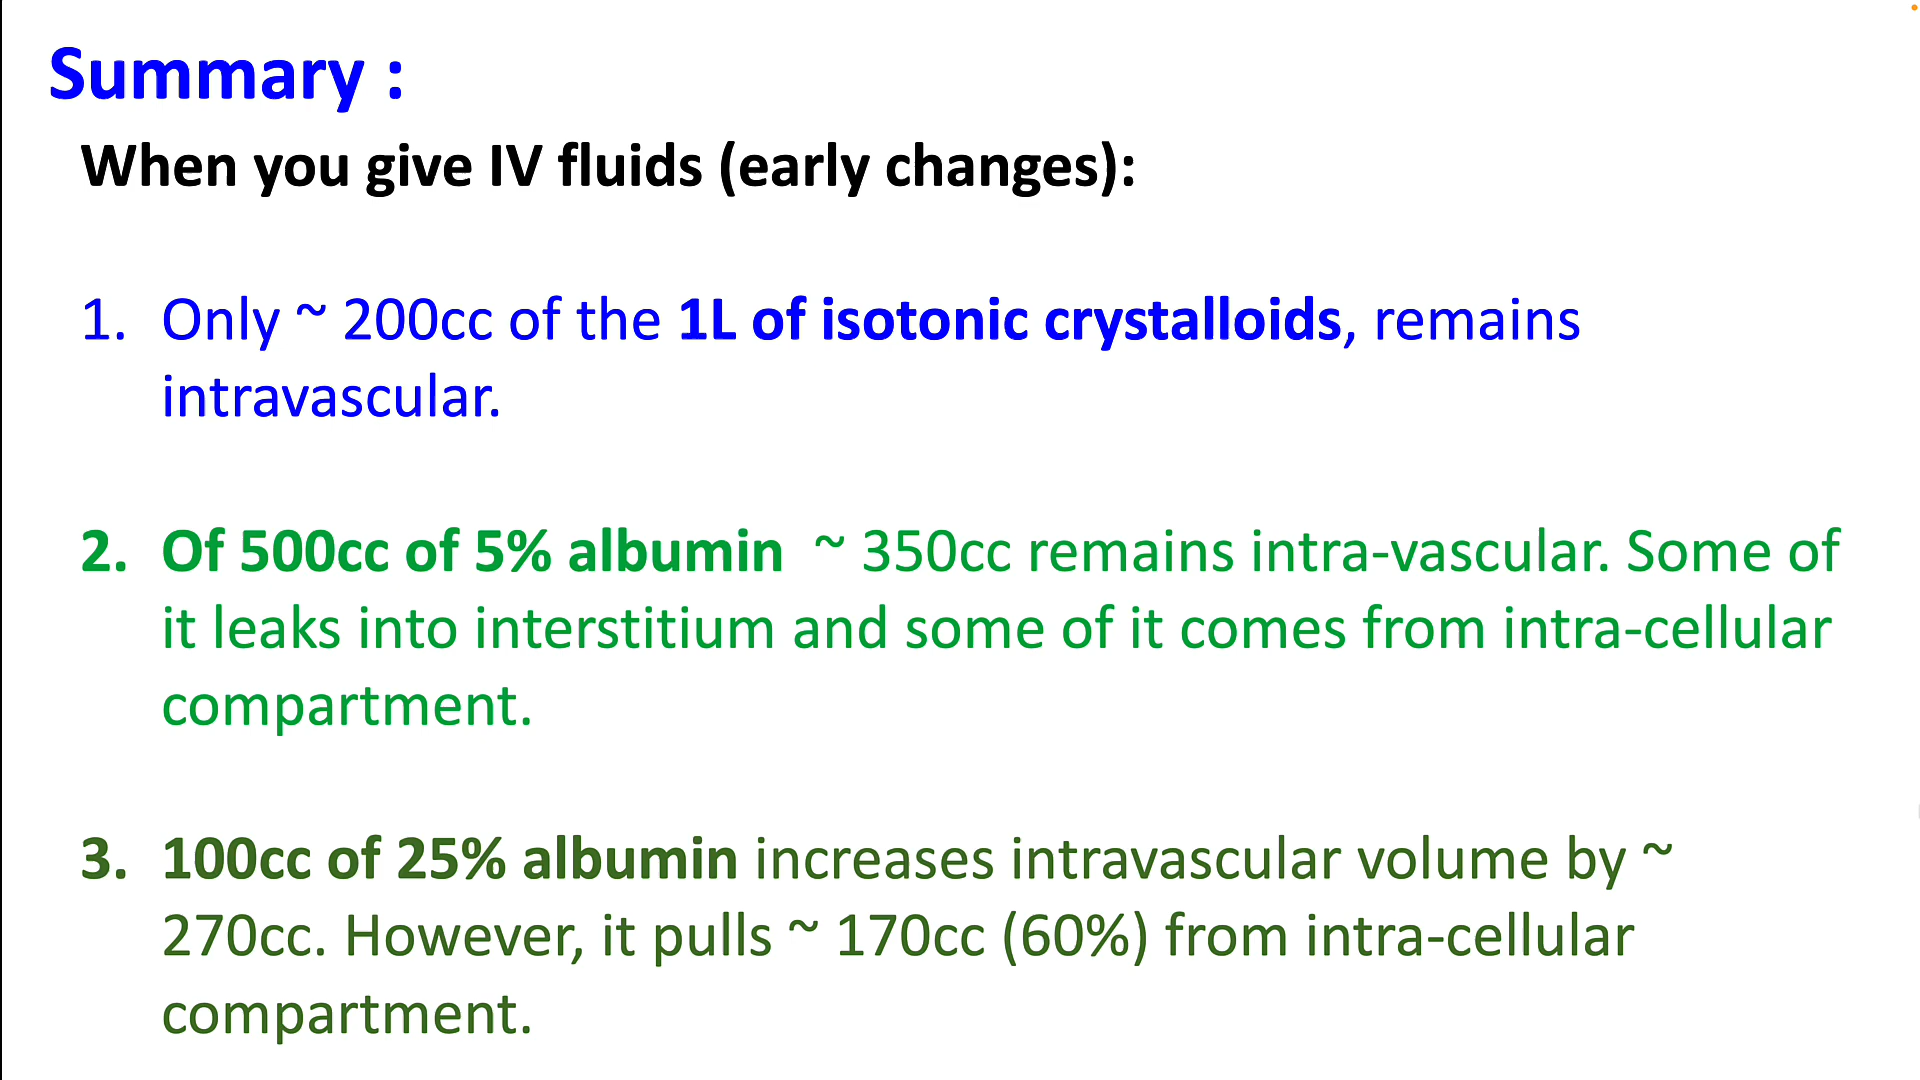 Summary :
When you give IV fluids (early changes):
1. Only ~ 200cc of the 1L of isotonic crystalloids, remains
intravascular.
2. Of 500cc of 5% albumin ~ 350cc remains intra-vascular. Some of
it leaks into interstitium and some of it comes from intra-cellular
compartment.
3. 100cc of 25% albumin increases intravascular volume by ~
270cc. However, it pulls ~ 170cc (60%) from intra-cellular
compartment.